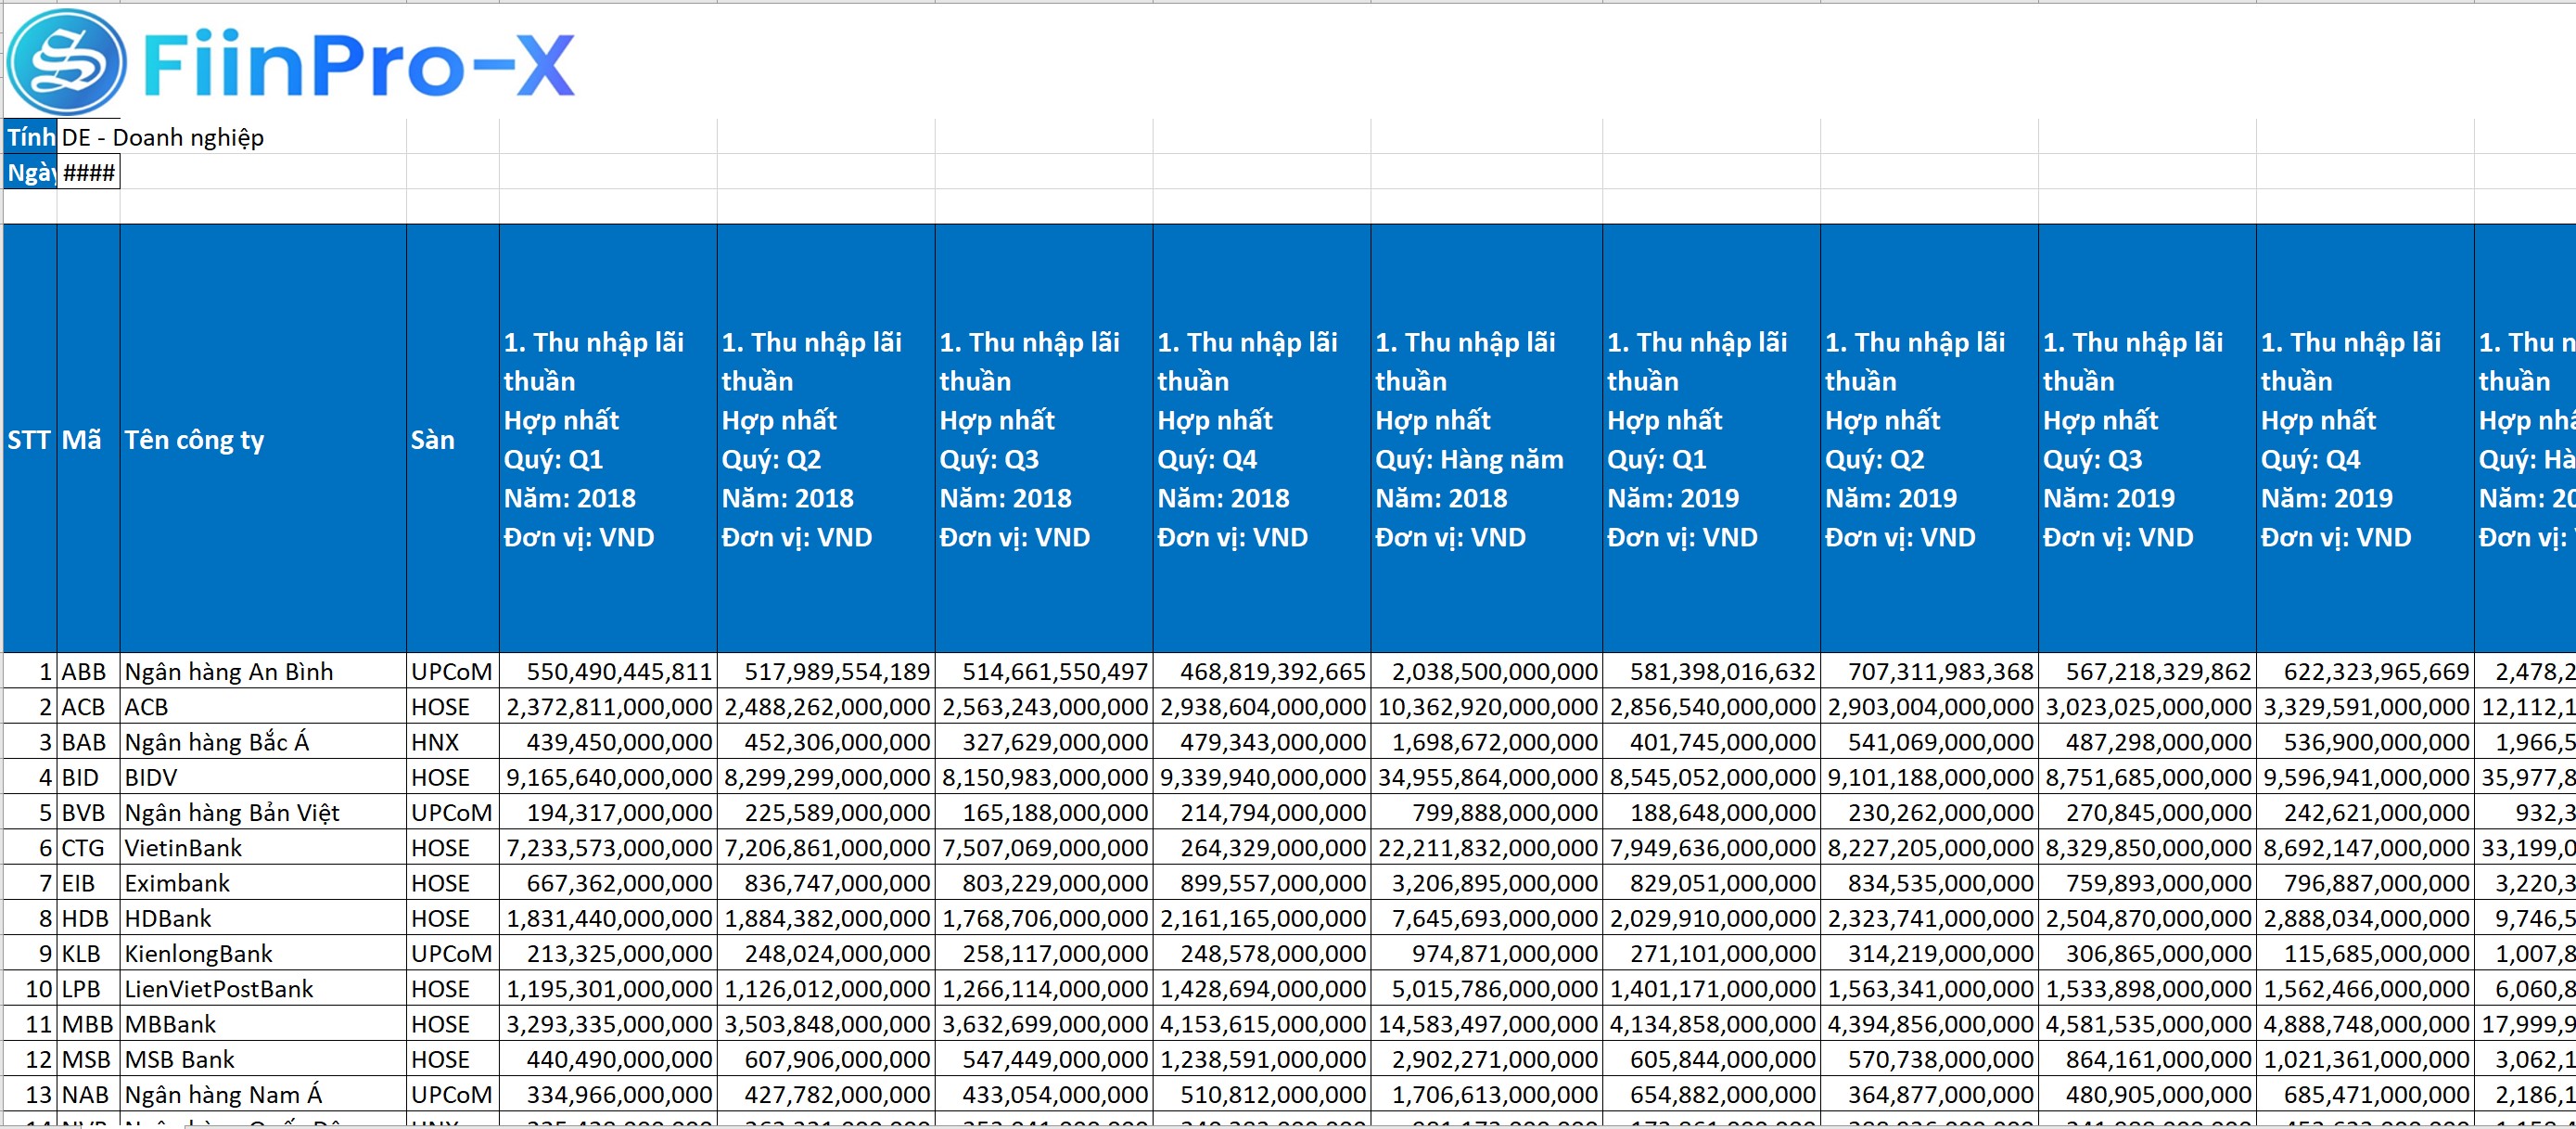 FiinPro-X
Tính DE - Doanh nghiệp
Ngày ####
STT Mã Tên công ty Sàn
1. Thu nhập lãi thuần Hợp nhất Quý: Q1 Năm: 2018 Đơn vị: VND
1. Thu nhập lãi thuần Hợp nhất Quý: Q2 Năm: 2018 Đơn vị: VND
1. Thu nhập lãi thuần Hợp nhất Quý: Q3 Năm: 2018 Đơn vị: VND
1. Thu nhập lãi thuần Hợp nhất Quý: Q4 Năm: 2018 Đơn vị: VND
1. Thu nhập lãi thuần Hợp nhất Quý: Hàng năm Năm: 2018 Đơn vị: VND
1. Thu nhập lãi thuần Hợp nhất Quý: Q1 Năm: 2019 Đơn vị: VND
1. Thu nhập lãi thuần Hợp nhất Quý: Q2 Năm: 2019 Đơn vị: VND
1. Thu nhập lãi thuần Hợp nhất Quý: Q3 Năm: 2019 Đơn vị: VND
1. Thu nhập lãi thuần Hợp nhất Quý: Q4 Năm: 2019 Đơn vị: VND
1. Thu n thuần Hợp nhấ Quý: Hà Năm: 20 Đơn vị:
1 ABB Ngân hàng An Bình UPCoM 550,490,445,811 517,989,554,189 514,661,550,497 468,819,392,665 2,038,500,000,000 581,398,016,632 707,311,983,368 567,218,329,862 622,323,965,669 2,478,2
2 ACB ACB HOSE 2,372,811,000,000 2,488,262,000,000 2,563,243,000,000 2,938,604,000,000 10,362,920,000,000 2,856,540,000,000 2,903,004,000,000 3,023,025,000,000 3,329,591,000,000 12,112,1
3 BAB Ngân hàng Bắc Á HNX 439,450,000,000 452,306,000,000 327,629,000,000 479,343,000,000 1,698,672,000,000 401,745,000,000 541,069,000,000 487,298,000,000 536,900,000,000 1,966,5
4 BID BIDV HOSE 9,165,640,000,000 8,299,299,000,000 8,150,983,000,000 9,339,940,000,000 34,955,864,000,000 8,545,052,000,000 9,101,188,000,000 8,751,685,000,000 9,596,941,000,000 35,977,8
5 BVB Ngân hàng Bản Việt UPCoM 194,317,000,000 225,589,000,000 165,188,000,000 214,794,000,000 799,888,000,000 188,648,000,000 230,262,000,000 270,845,000,000 242,621,000,000 932,3
6 CTG VietinBank HOSE 7,233,573,000,000 7,206,861,000,000 7,507,069,000,000 264,329,000,000 22,211,832,000,000 7,949,636,000,000 8,227,205,000,000 8,329,850,000,000 8,692,147,000,000 33,199,0
7 EIB Eximbank HOSE 667,362,000,000 836,747,000,000 803,229,000,000 899,557,000,000 3,206,895,000,000 829,051,000,000 834,535,000,000 759,893,000,000 796,887,000,000 3,220,3
8 HDB HDBank HOSE 1,831,440,000,000 1,884,382,000,000 1,768,706,000,000 2,161,165,000,000 7,645,693,000,000 2,029,910,000,000 2,323,741,000,000 2,504,870,000,000 2,888,034,000,000 9,746,5
9 KLB KienlongBank UPCoM 213,325,000,000 248,024,000,000 258,117,000,000 248,578,000,000 974,871,000,000 271,101,000,000 314,219,000,000 306,865,000,000 115,685,000,000 1,007,8
10 LPB LienVietPostBank HOSE 1,195,301,000,000 1,126,012,000,000 1,266,114,000,000 1,428,694,000,000 5,015,786,000,000 1,401,171,000,000 1,563,341,000,000 1,533,898,000,000 1,562,466,000,000 6,060,8
11 MBB MBBank HOSE 3,293,335,000,000 3,503,848,000,000 3,632,699,000,000 4,153,615,000,000 14,583,497,000,000 4,134,858,000,000 4,394,856,000,000 4,581,535,000,000 4,888,748,000,000 17,999,9
12 MSB MSB Bank HOSE 440,490,000,000 607,906,000,000 547,449,000,000 1,238,591,000,000 2,902,271,000,000 605,844,000,000 570,738,000,000 864,161,000,000 1,021,361,000,000 3,062,1
13 NAB Ngân hàng Nam Á UPCoM 334,966,000,000 427,782,000,000 433,054,000,000 510,812,000,000 1,706,613,000,000 654,882,000,000 364,877,000,000 480,905,000,000 685,471,000,000 2,186,1